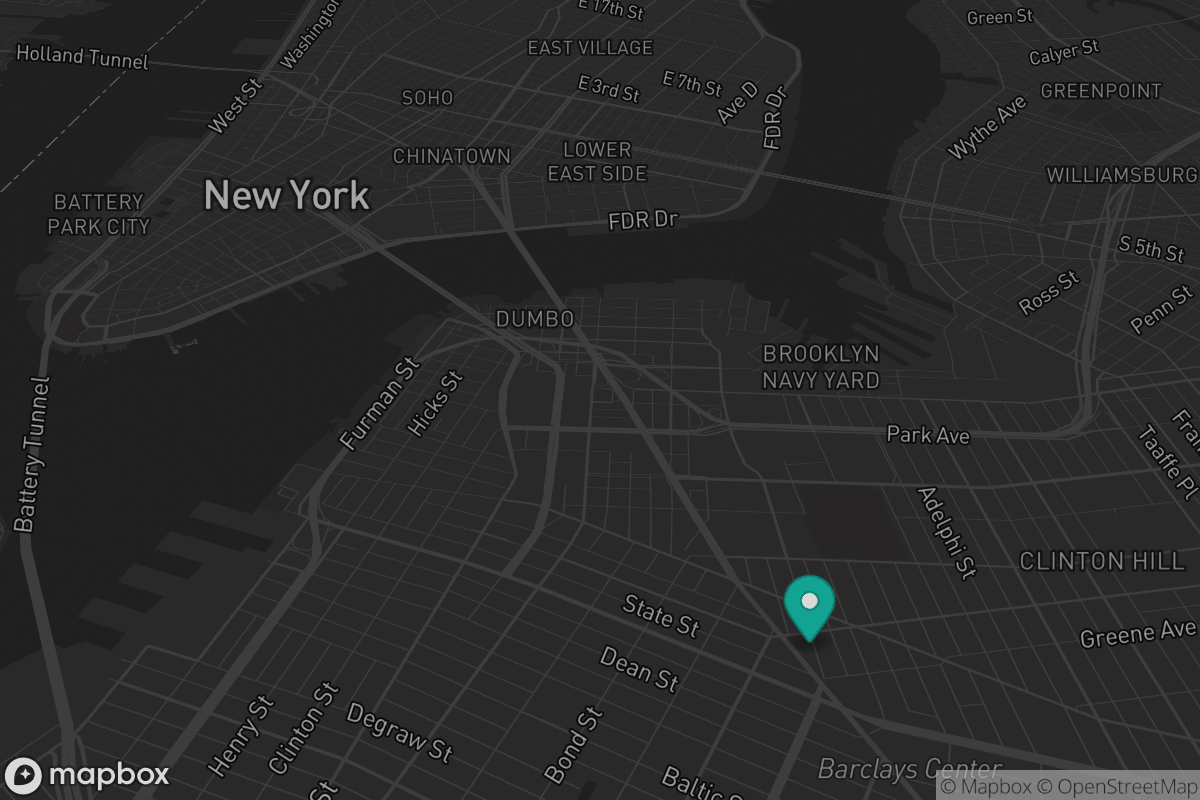 E 17th St
Green St
Washington
EAST VILLAGE
Calyer St
Holland Tunnel
E 7th St
E 3rd St
Ave D
GREENPOINT
SOHO
West St
FDR Dr
Wythe Ave
CHINATOWN
LOWER
EAST SIDE
WILLIAMSBURG
BATTERY
PARK CITY
New York
FDR Dr
S 5th St
Ross St
Penn St
DUMBO
BROOKLYN
NAVY YARD
Furman St
Hicks St
Battery Tunnel
Park Ave
Taaffe Pl
Adelphi St
CLINTON HILL
State St
Greene Ave
Dean St
Henry St
Clinton St
Degraw St
Bond St
Baltic
St
Barclays Center
mapbox
© Mapbox © OpenStreetMap